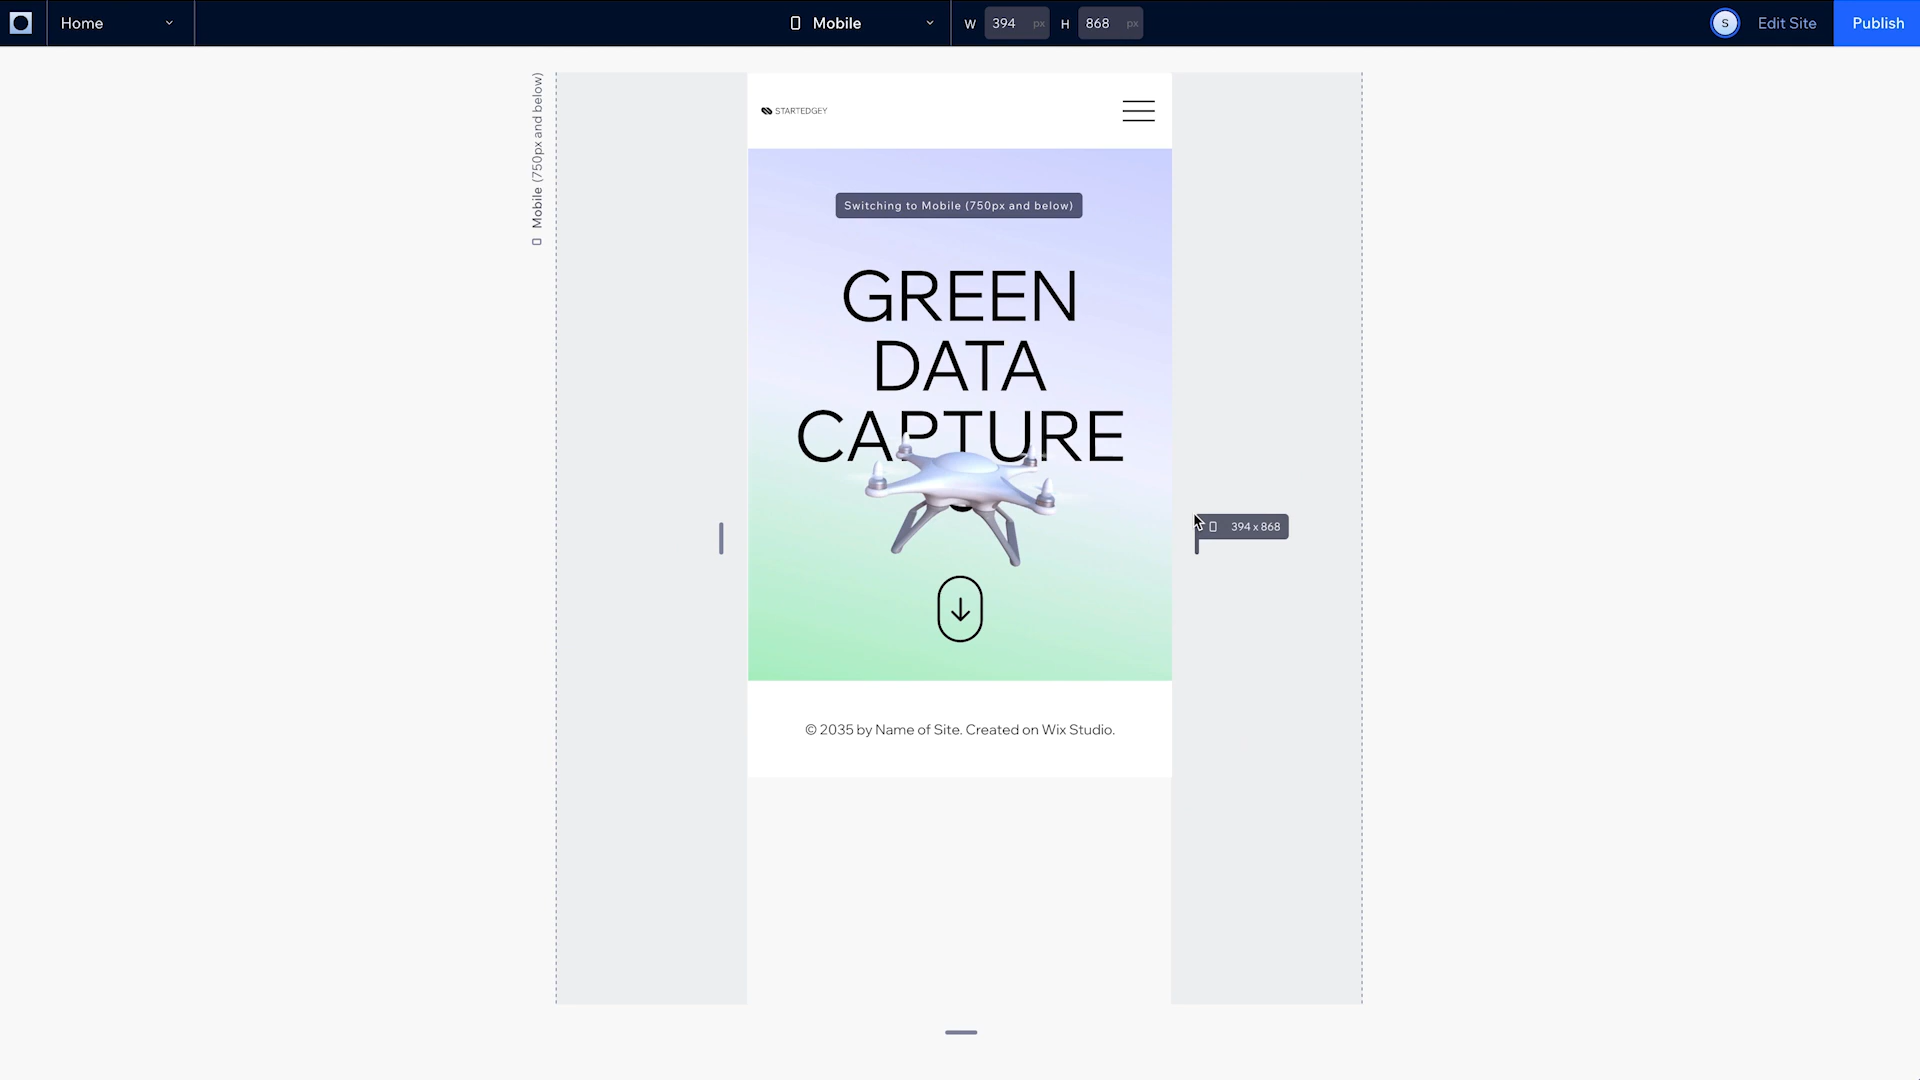 Home
Mobile
W 394 px H 868 px
S
Edit Site
Publish
Mobile (750px and below)
STARTEDGEY
Switching to Mobile (750px and below)
GREEN
DATA
CAPTURE
394 x 868
© 2035 by Name of Site. Created on Wix Studio.